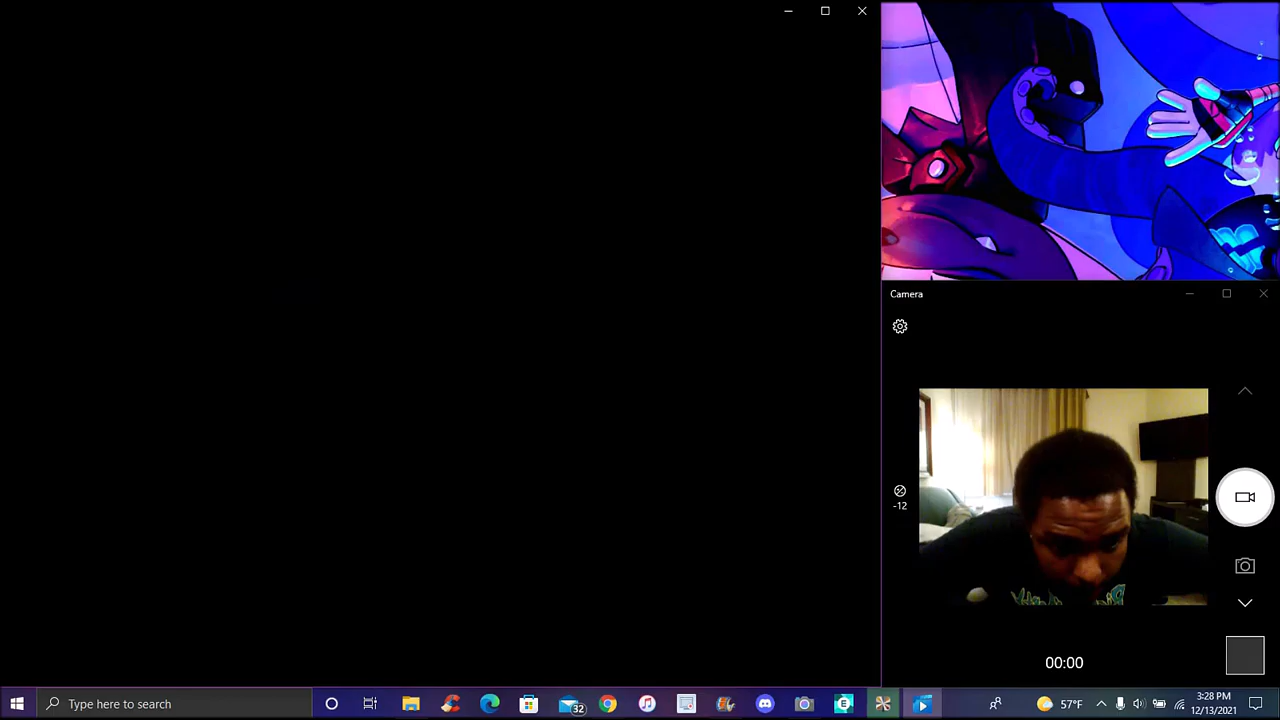 Camera
-12
00:00
Type here to search
32
57°F
3:28 PM
12/13/2021